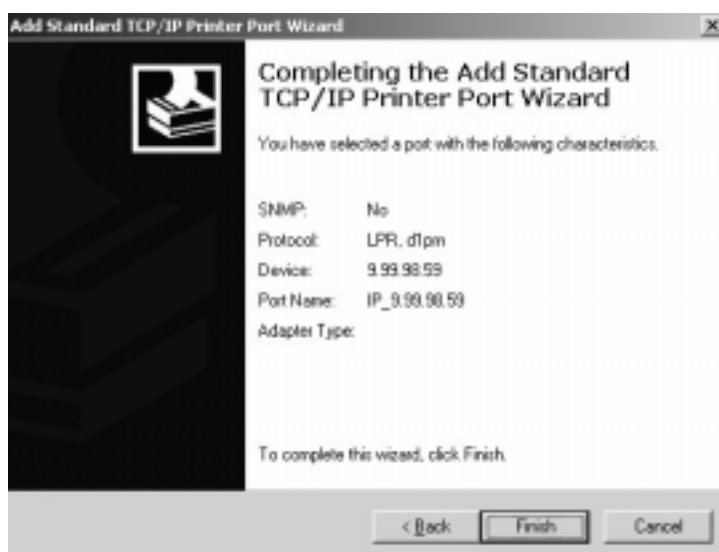 Add Standard TCP/IP Printer Port Wizard
Completing the Add Standard
TCP/IP Printer Port Wizard
You have selected a port with the following characteristics.
SNMP: No
Protocol: LPR, d1pm
Device: 9.99.98.59
Port Name: IP_9.99.98.59
Adapter Type:
To complete this wizard, click Finish.
< Back
Finish
Cancel